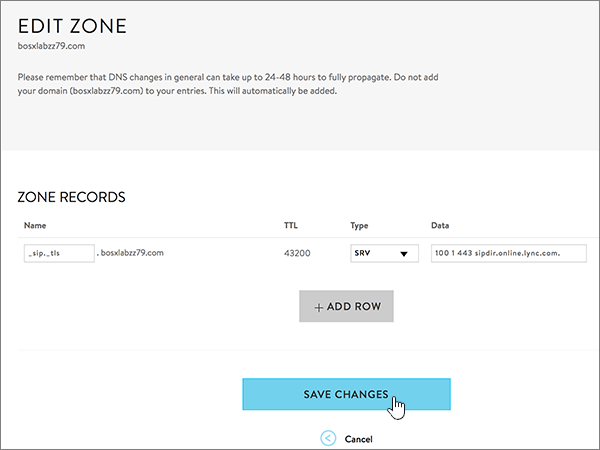 EDIT ZONE
bosxlabzz79.com
Please remember that DNS changes in general can take up to 24-48 hours to fully propagate. Do not add
your domain (bosxlabzz79.com) to your entries. This will automatically be added.
ZONE RECORDS
Name TTL Type Data
_sip._tls . bosxlabzz79.com 43200 SRV 100 1 443 sipdir.online.lync.com.
+ ADD ROW
SAVE CHANGES
Cancel